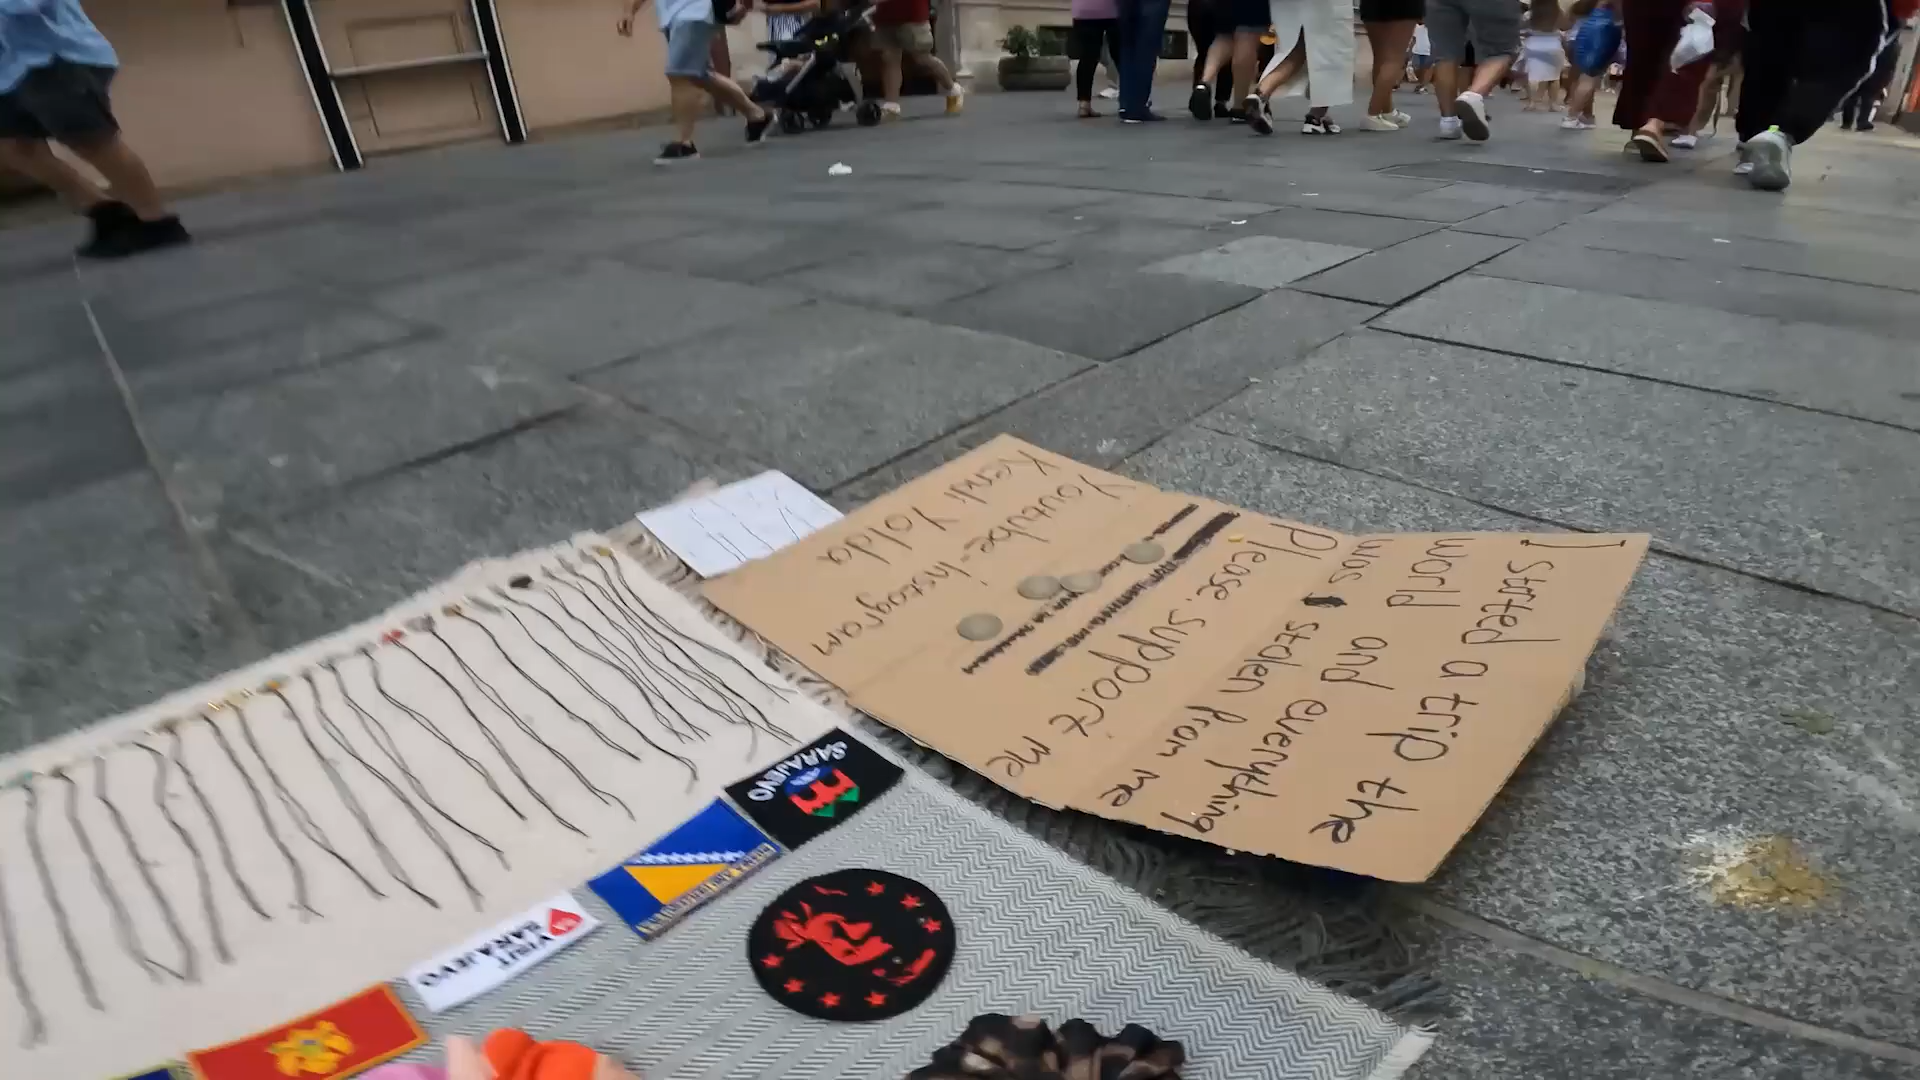 I started a trip the
world and everything
was stolen from me
Please support me
Youtube-instagram
Kendi Yolda
SARAJEVO
VISIT
SARAJEVO